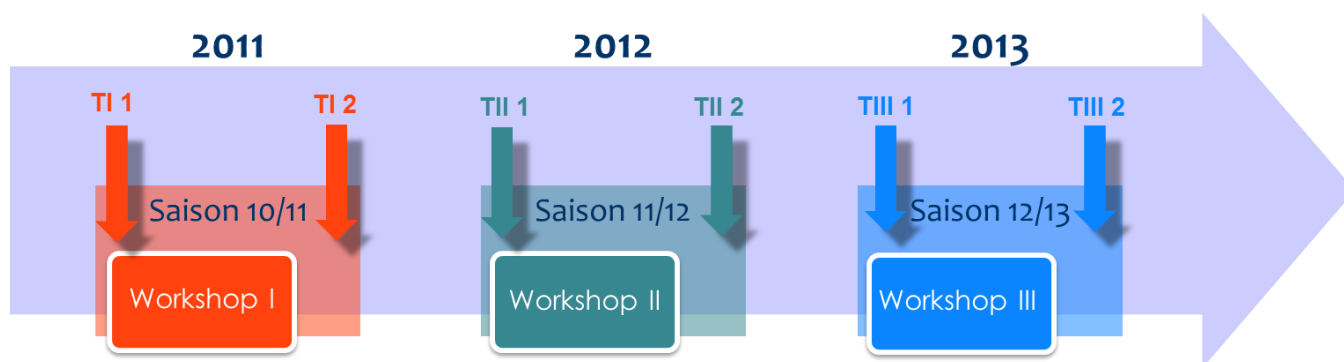 2011
2012
2013
TI 1
TI 2
TII 1
TII 2
TIII 1
TIII 2
Saison 10/11
Saison 11/12
Saison 12/13
Workshop I
Workshop II
Workshop III